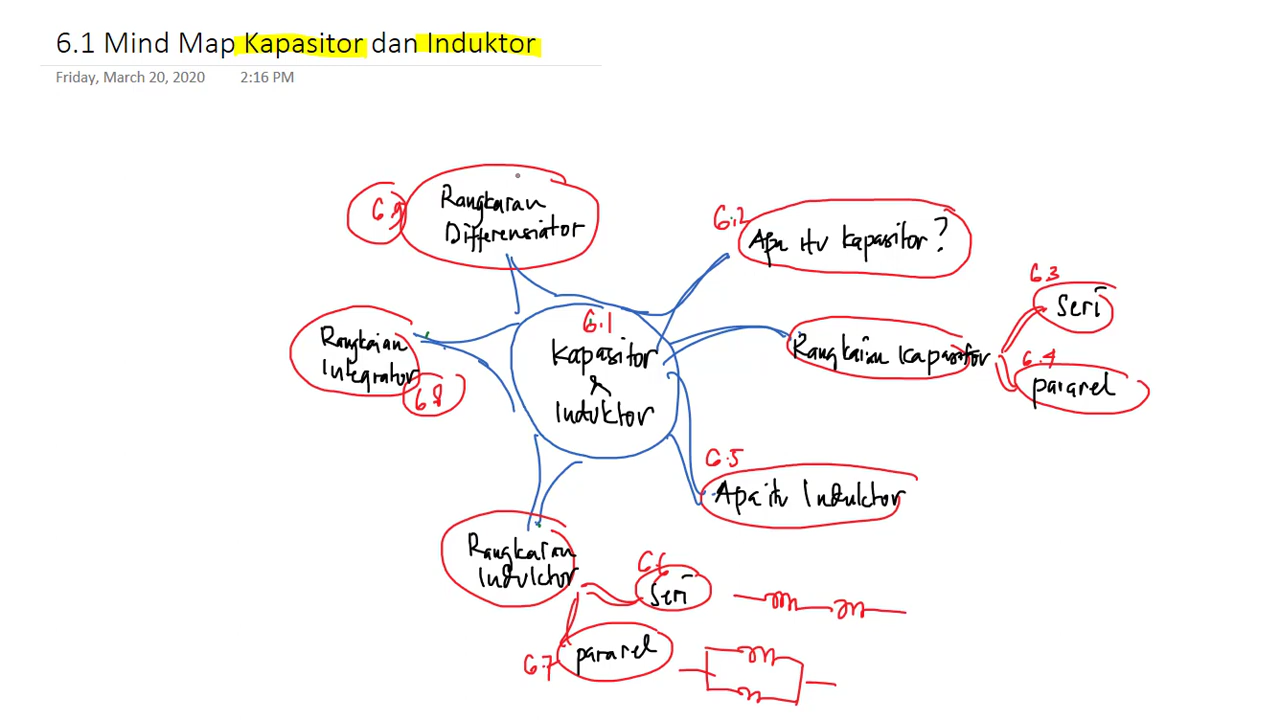 6.1 Mind Map Kapasitor dan Induktor
Friday, March 20, 2020 2:16 PM
6.9
Rangkaian
Differensiator
6.2
Apa itu Kapasitor?
6.3
Seri
6.1
Kapasitor
&
Induktor
Rangkaian
Integrator
6.8
Rangkaian Kapasitor
6.4
pararel
6.5
Apa itu Induktor
Rangkaian
Induktor
6.6
Seri
6.7
pararel